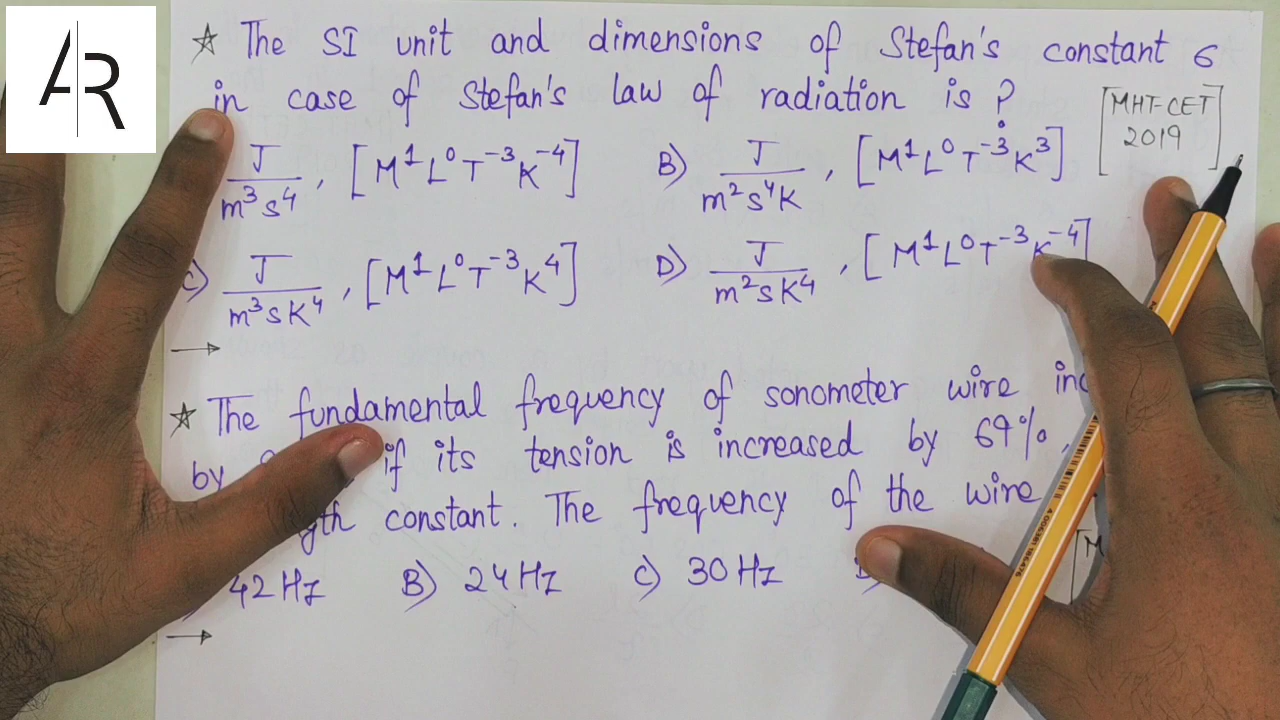 AR
☆ The SI unit and dimensions of Stefan's constant 6
in case of Stefan's law of radiation is ?
[MHT-CET
2019]
J/m³s⁴, [M¹L⁰T⁻³K⁻⁴] B) J/m²s⁴K, [M¹L⁰T⁻³K³]
C) J/m³sK⁴, [M¹L⁰T⁻³K⁴] D) J/m²sK⁴, [M¹L⁰T⁻³K⁻⁴]
→
☆ The fundamental frequency of sonometer wire
by if its tension is increased by 69%,
constant. The frequency of the wire
42 Hz B) 24 Hz C) 30 Hz
→